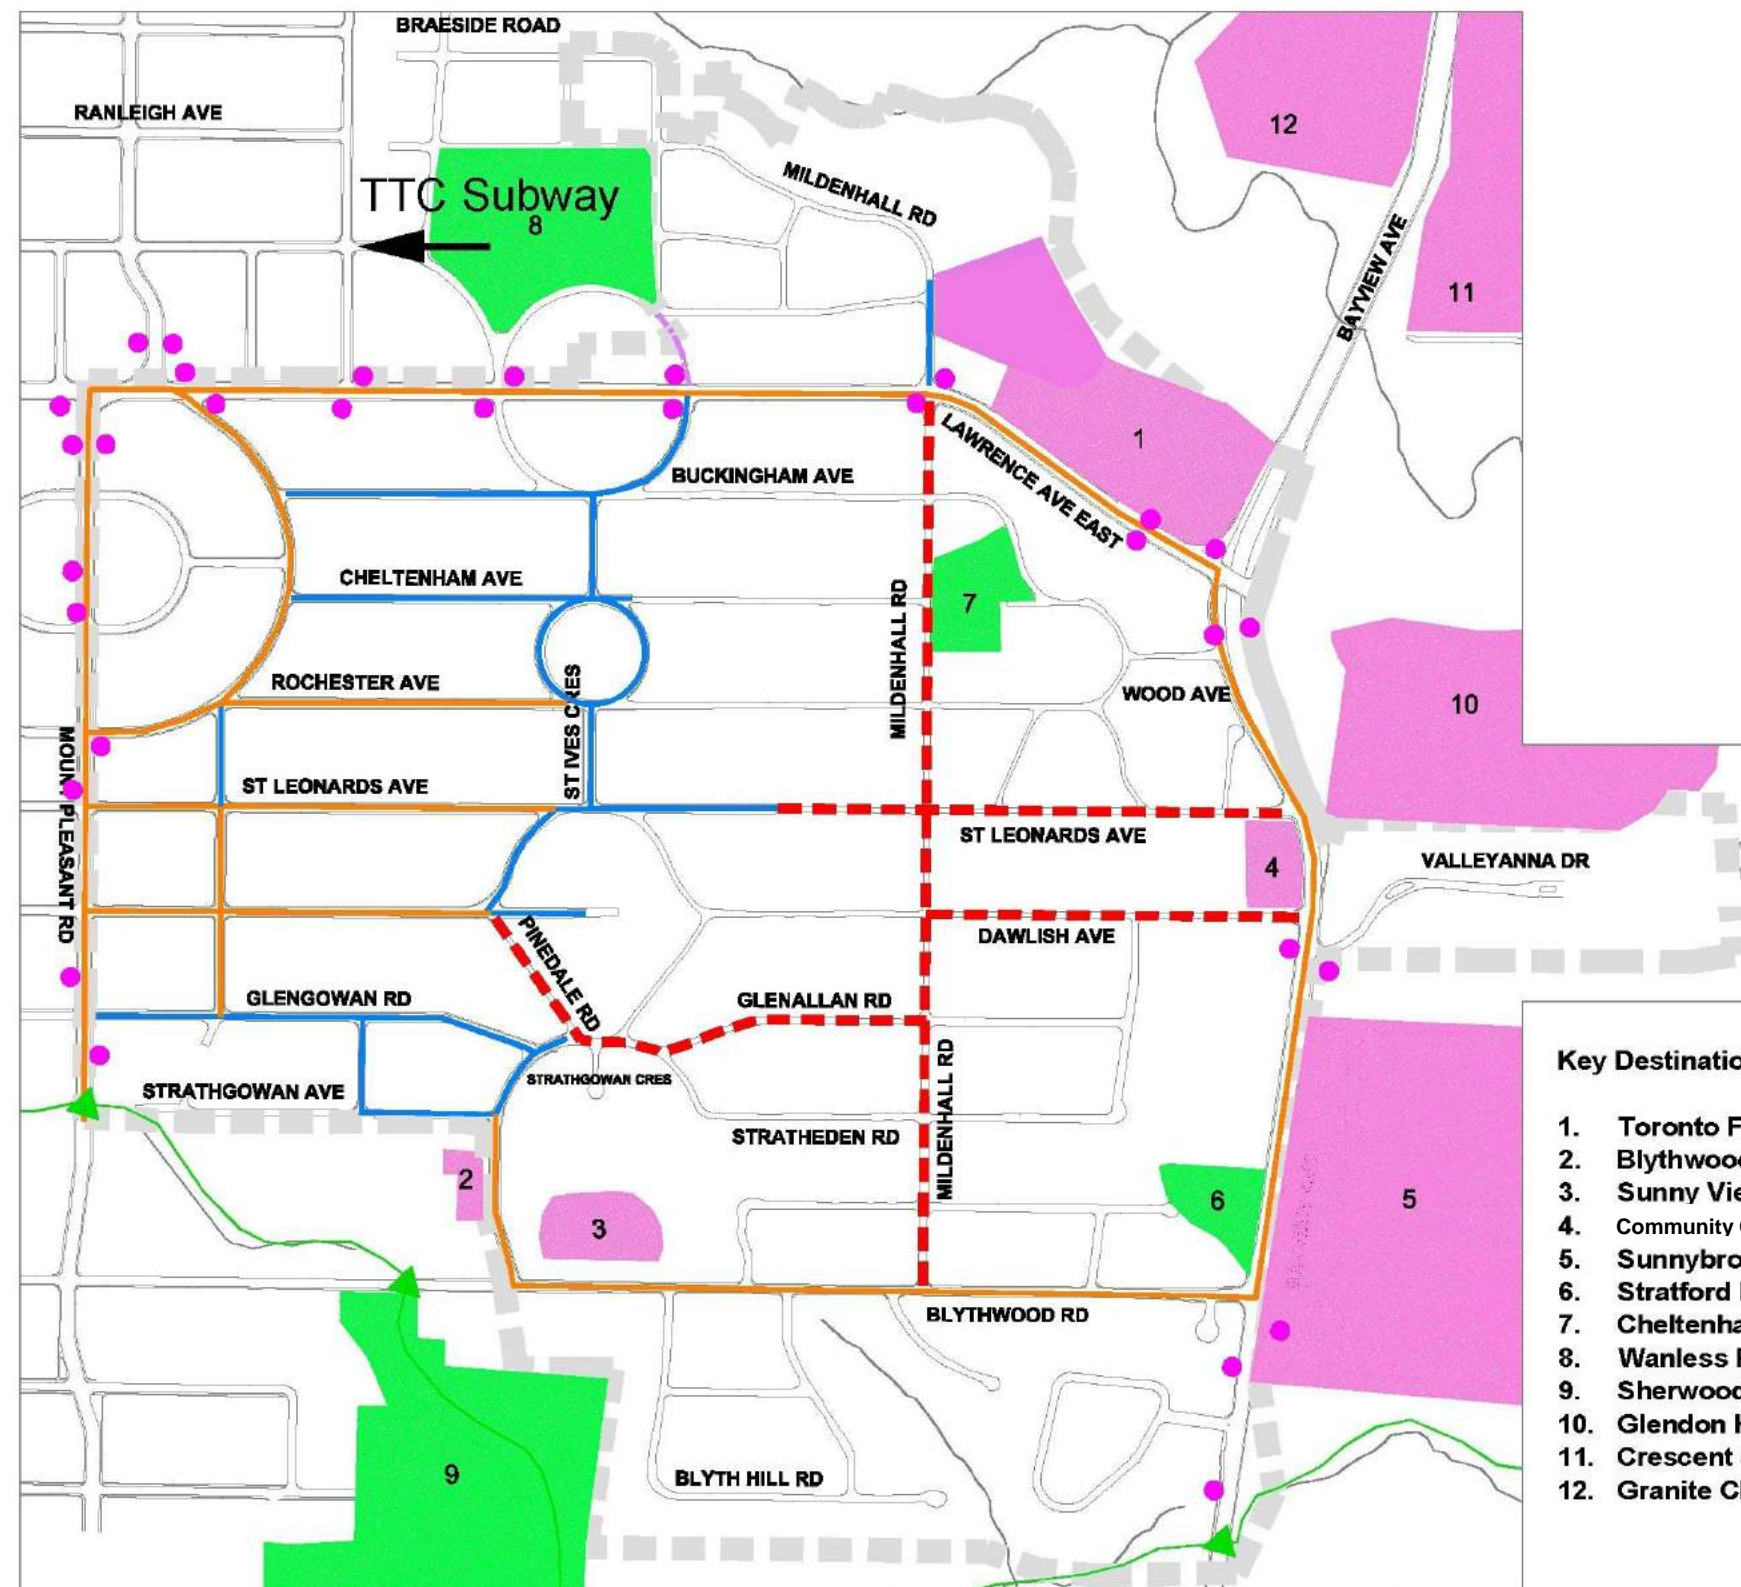 BRAESIDE ROAD
RANLEIGH AVE
12
TTC Subway
8
MILDENHALL RD
BAYVIEW AVE
11
1
LAWRENCE AVE EAST
BUCKINGHAM AVE
CHELTENHAM AVE
7
MILDENHALL RD
ROCHESTER AVE
ST IVES CRES
WOOD AVE
10
MOUNT PLEASANT RD
ST LEONARDS AVE
ST LEONARDS AVE
4
VALLEYANNA DR
PINEDALE RD
DAWLISH AVE
GLENGOWAN RD
GLENALLAN RD
STRATHGOWAN AVE
STRATHGOWAN CRES
MILDENHALL RD
STRATHEDEN RD
2
3
6
5
BLYTHWOOD RD
9
BLYTH HILL RD
Key Destinatio
1. Toronto F
2. Blythwoo
3. Sunny Vie
4. Community
5. Sunnybro
6. Stratford
7. Cheltenha
8. Wanless
9. Sherwood
10. Glendon H
11. Crescent
12. Granite Cl